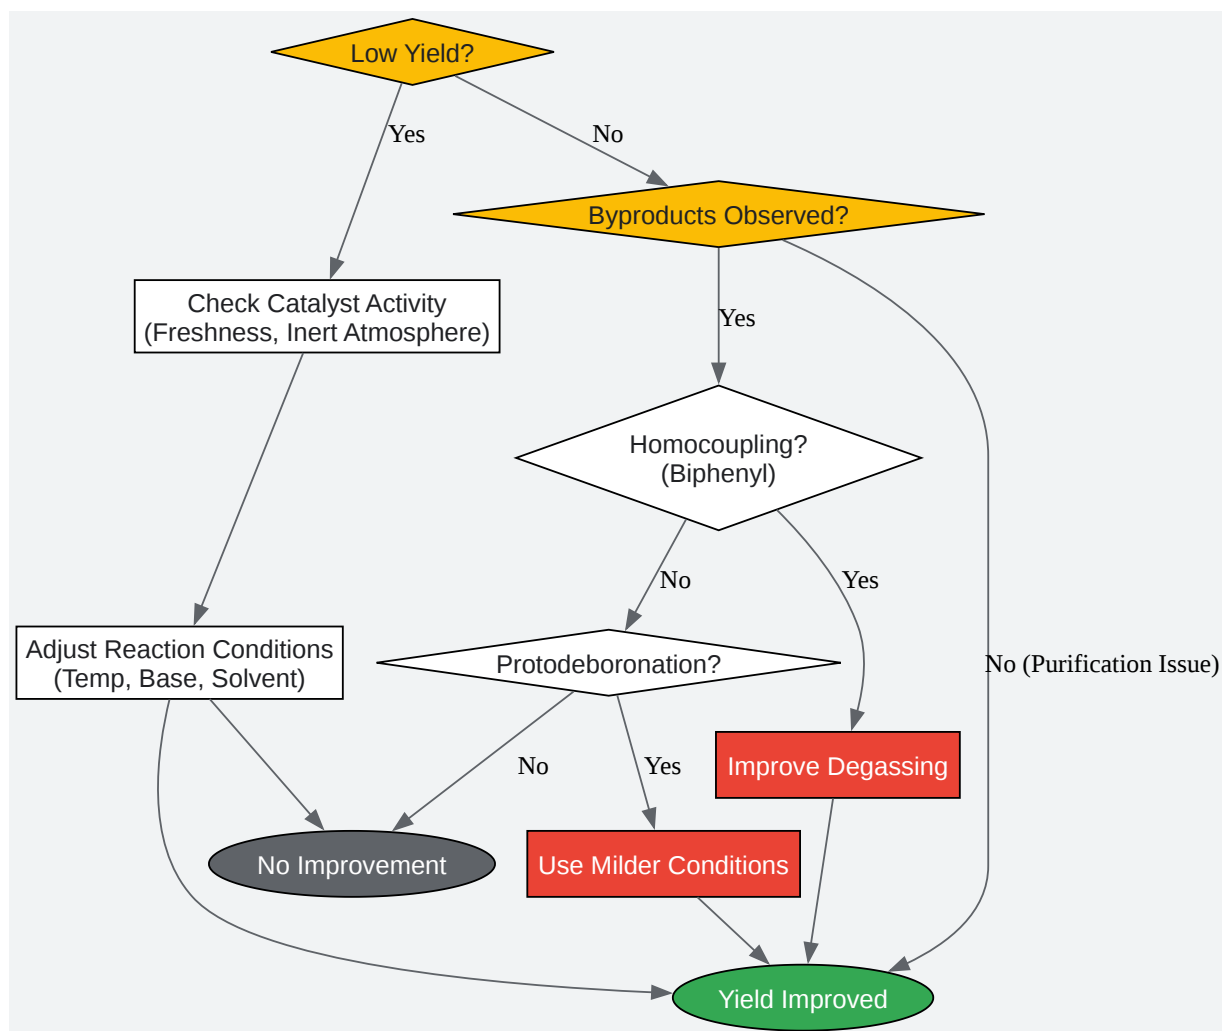 Low Yield?
Yes
No
Byproducts Observed?
Check Catalyst Activity
(Freshness, Inert Atmosphere)
Yes
Homocoupling?
(Biphenyl)
No
Yes
Adjust Reaction Conditions
(Temp, Base, Solvent)
Protodeboronation?
No (Purification Issue)
No
Yes
Improve Degassing
No Improvement
Use Milder Conditions
Yield Improved